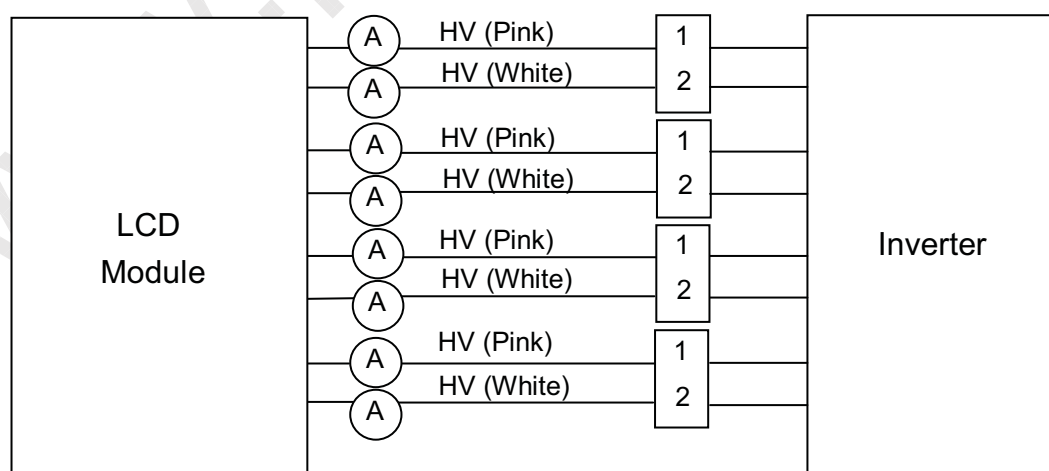 A HV (Pink) 1
A HV (White) 2
A HV (Pink) 1
A HV (White) 2
LCD
Module
Inverter
A HV (Pink) 1
A HV (White) 2
A HV (Pink) 1
A HV (White) 2